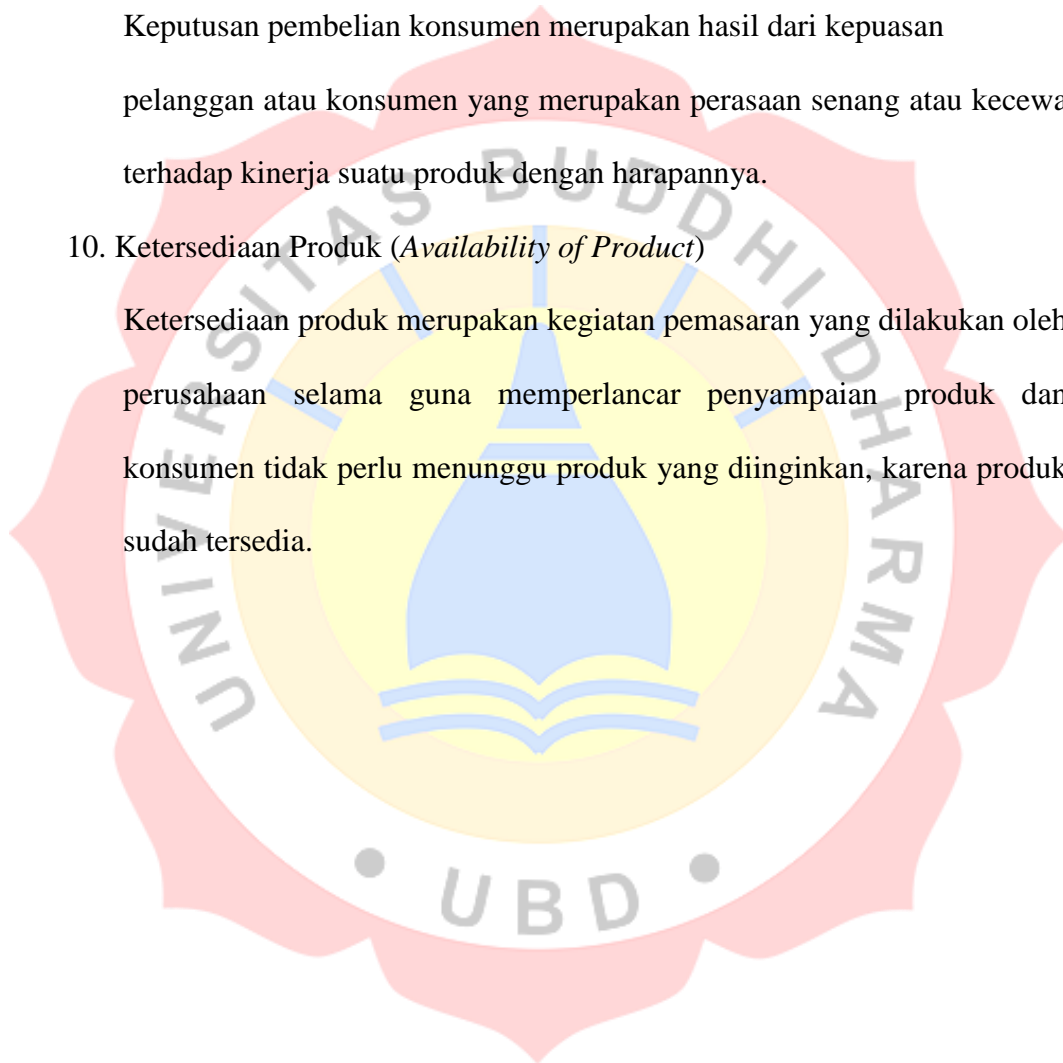 Keputusan pembelian konsumen merupakan hasil dari kepuasan
pelanggan atau konsumen yang merupakan perasaan senang atau kecewa
terhadap kinerja suatu produk dengan harapannya.
10. Ketersediaan Produk (Availability of Product)
Ketersediaan produk merupakan kegiatan pemasaran yang dilakukan oleh
perusahaan selama guna memperlancar penyampaian produk dan
konsumen tidak perlu menunggu produk yang diinginkan, karena produk
sudah tersedia.
UNIVERSITAS BUDDHI DHARMA
• UBD •